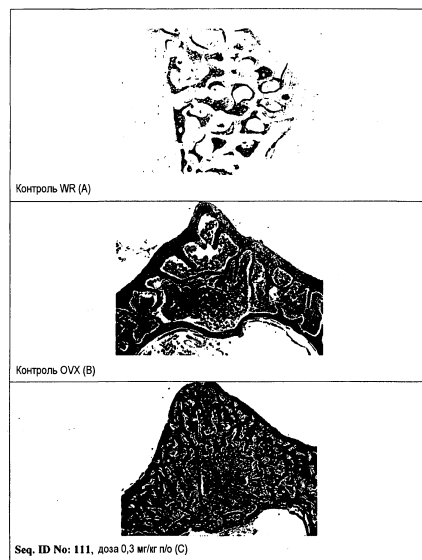 Контроль WR (A)
Контроль OVX (B)
Seq. ID No: 111, доза 0,3 мг/кг п/о (C)